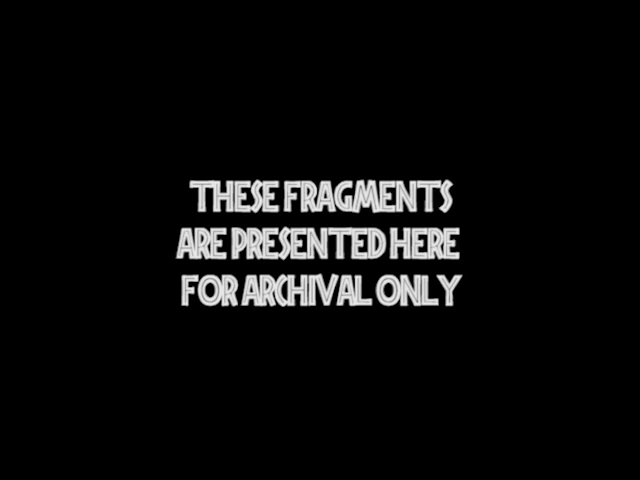 THESE FRAGMENTS
ARE PRESENTED HERE
FOR ARCHIVAL ONLY